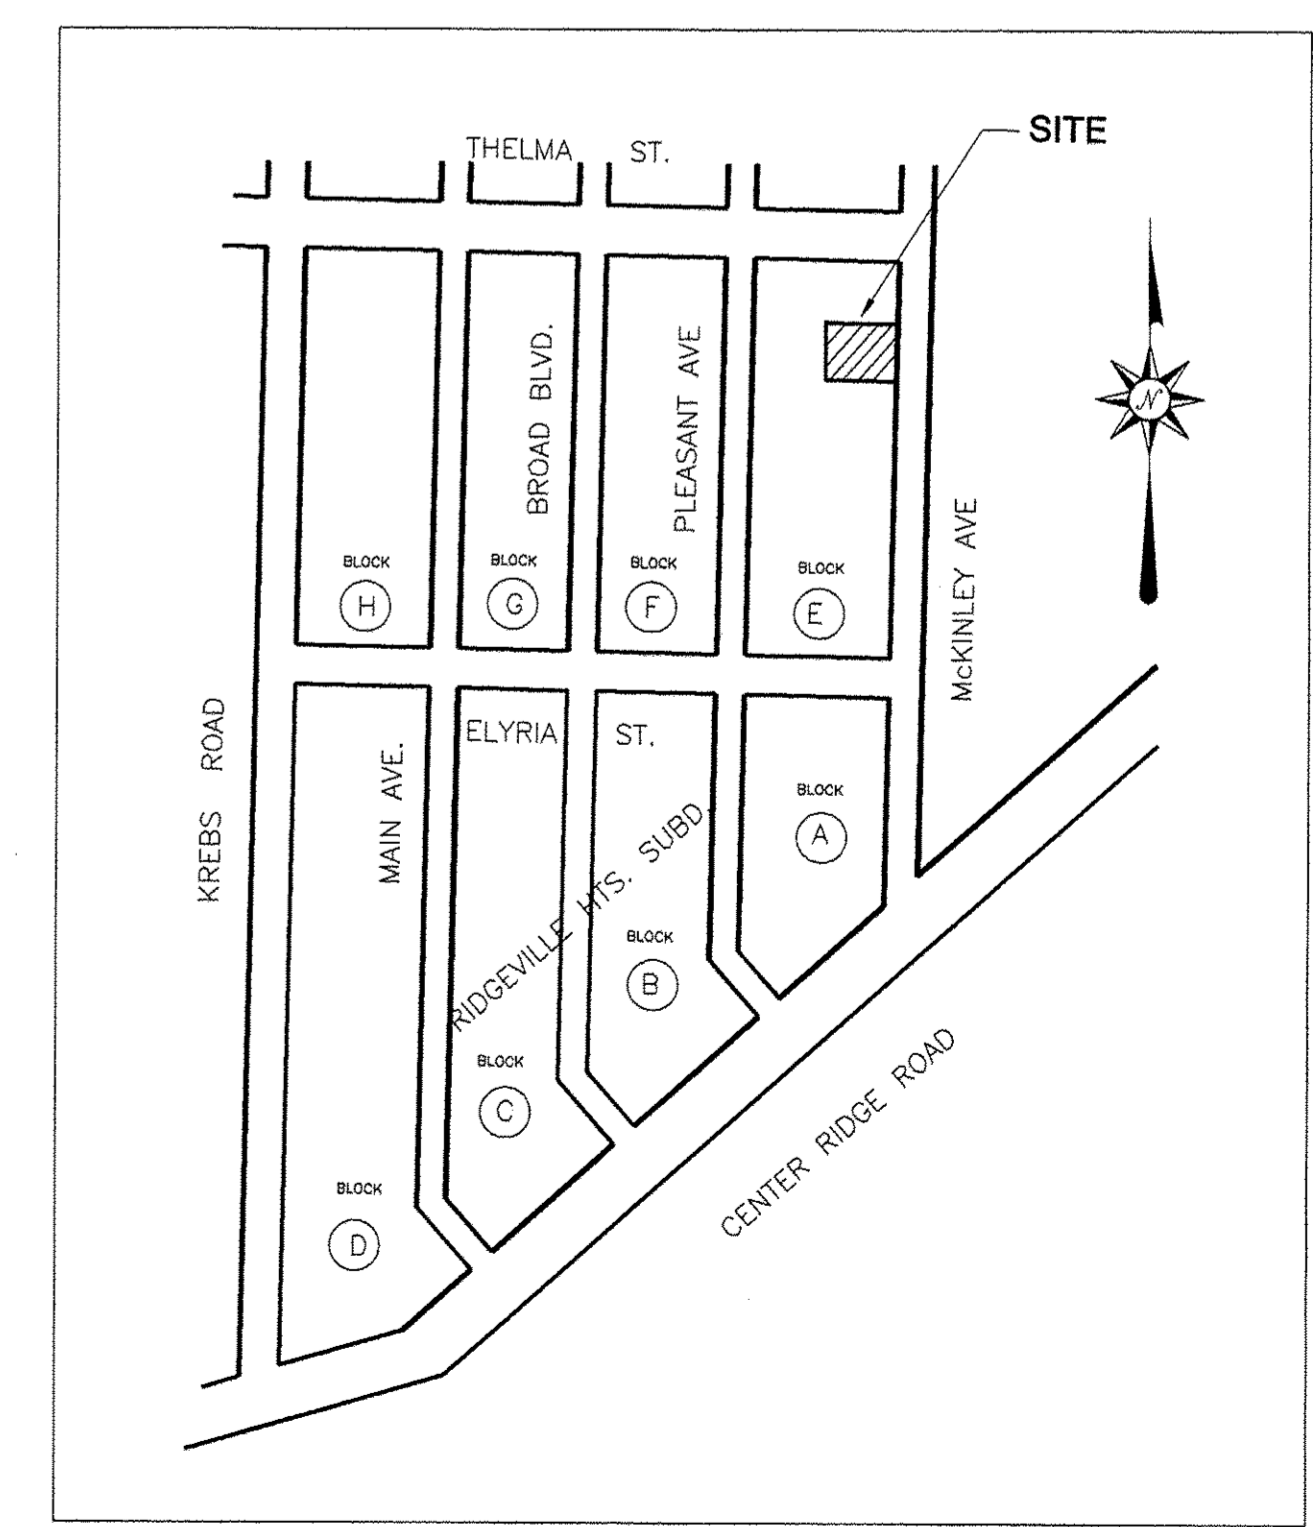 SITE
THELMA ST.
BROAD BLVD.
PLEASANT AVE
N
McKINLEY AVE
BLOCK
H
BLOCK
G
BLOCK
F
BLOCK
E
KREBS ROAD
MAIN AVE.
ELYRIA ST.
RIDGEVILLE HTS. SUBD.
BLOCK
A
BLOCK
B
BLOCK
C
BLOCK
D
CENTER RIDGE ROAD